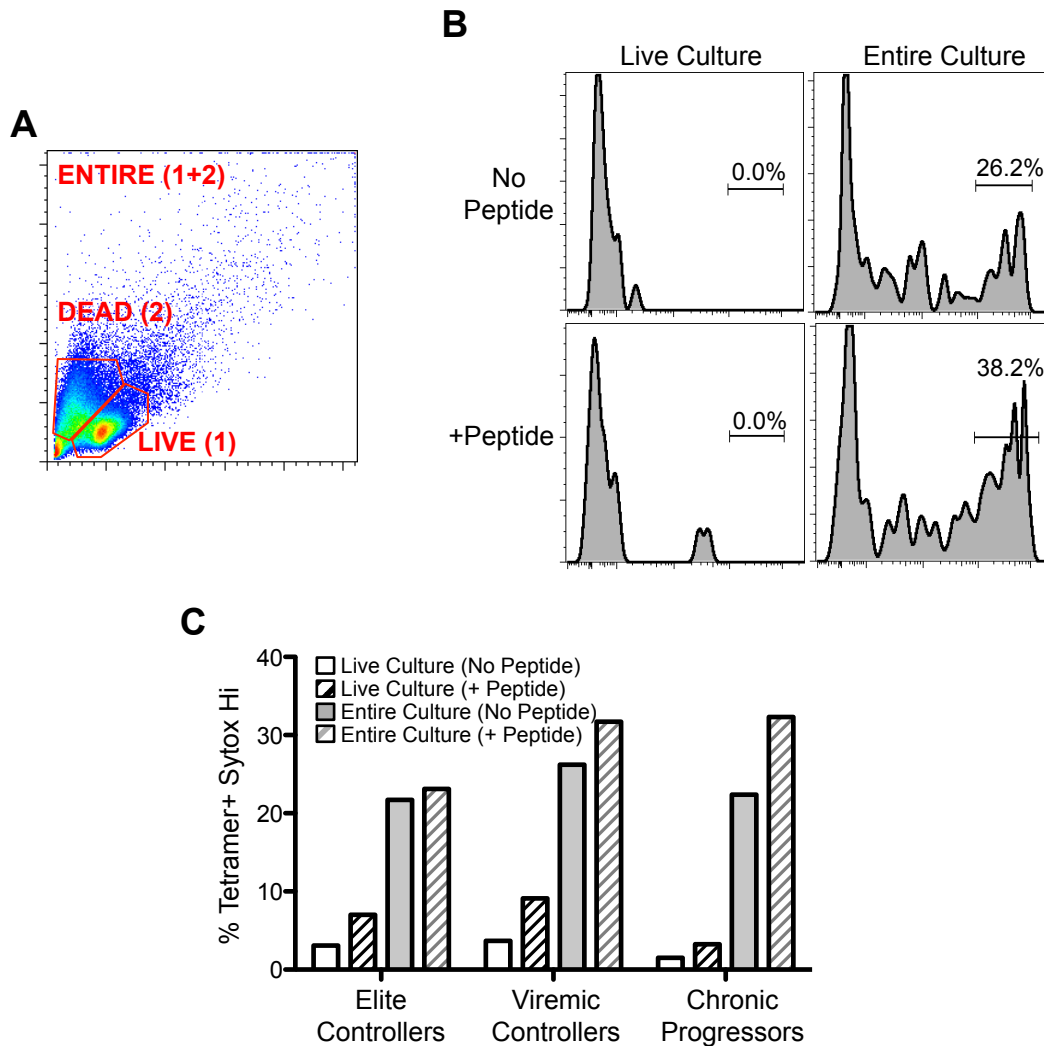 A
ENTIRE (1+2)
DEAD (2)
LIVE (1)
B
Live Culture
Entire Culture
No
Peptide
0.0%
26.2%
+Peptide
0.0%
38.2%
C
% Tetramer+ Sytox Hi
40
30
20
10
0
Live Culture (No Peptide)
Live Culture (+ Peptide)
Entire Culture (No Peptide)
Entire Culture (+ Peptide)
Elite
Controllers
Viremic
Controllers
Chronic
Progressors